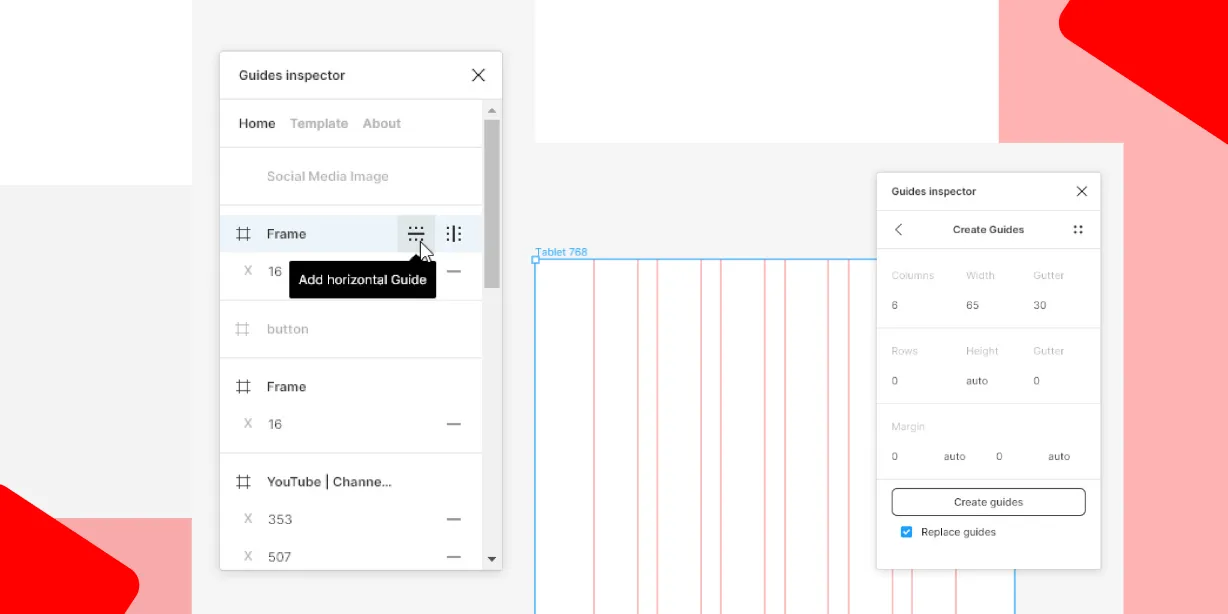 Guides inspector
Home Template About
Social Media Image
Frame
X 16
Add horizontal Guide
button
Frame
X 16
YouTube | Channe...
X 353
X 507
Tablet 768
Guides inspector
Create Guides
Columns Width Gutter
6 65 30
Rows Height Gutter
0 auto 0
Margin
0 auto 0 auto
Create guides
Replace guides